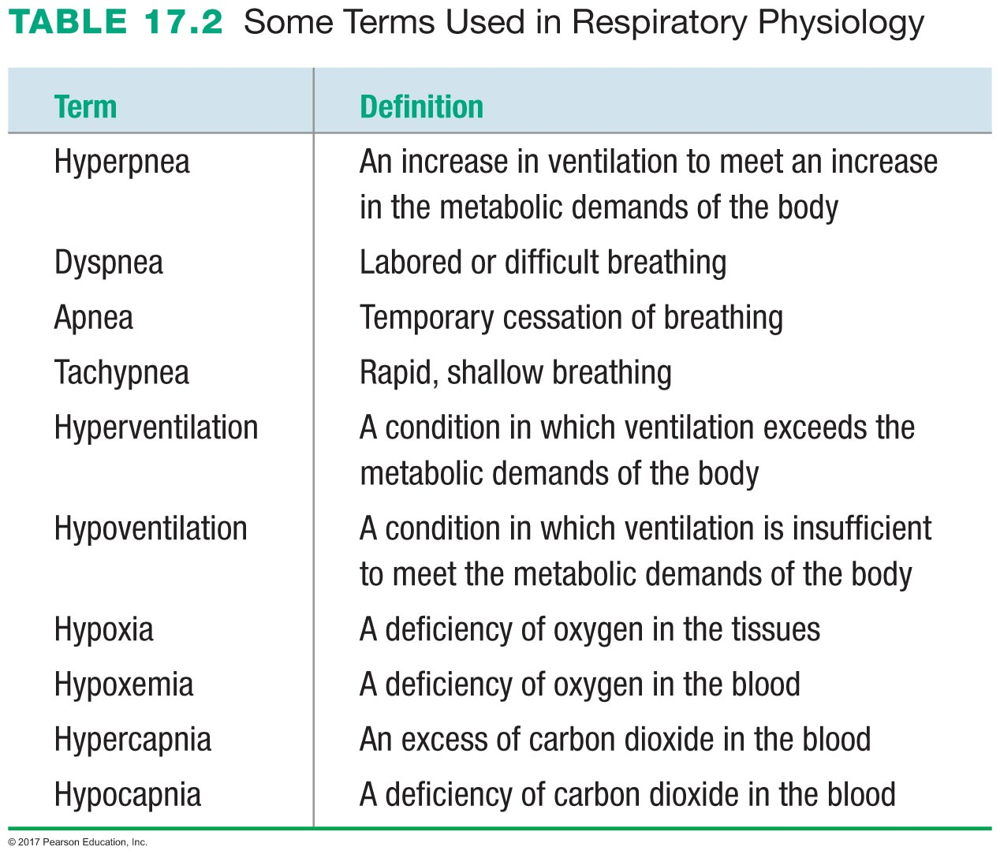 TABLE 17.2 Some Terms Used in Respiratory Physiology
Term Definition
Hyperpnea An increase in ventilation to meet an increase
in the metabolic demands of the body
Dyspnea Labored or difficult breathing
Apnea Temporary cessation of breathing
Tachypnea Rapid, shallow breathing
Hyperventilation A condition in which ventilation exceeds the
metabolic demands of the body
Hypoventilation A condition in which ventilation is insufficient
to meet the metabolic demands of the body
Hypoxia A deficiency of oxygen in the tissues
Hypoxemia A deficiency of oxygen in the blood
Hypercapnia An excess of carbon dioxide in the blood
Hypocapnia A deficiency of carbon dioxide in the blood
© 2017 Pearson Education, Inc.